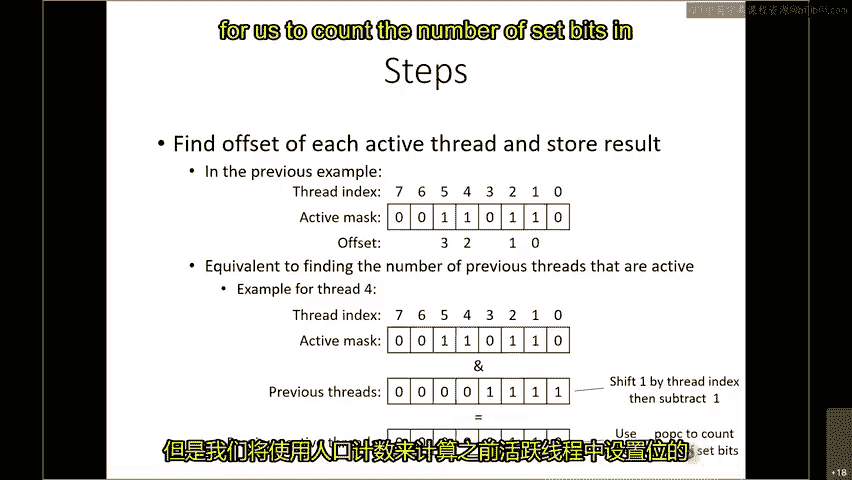 for us to count the number of set bits in
Steps
• Find offset of each active thread and store result
• In the previous example:
Thread index: 7 6 5 4 3 2 1 0
Active mask: 0 0 1 1 0 1 1 0
Offset: 3 2 1 0
• Equivalent to finding the number of previous threads that are active
• Example for thread 4:
Thread index: 7 6 5 4 3 2 1 0
Active mask: 0 0 1 1 0 1 1 0
&
Previous threads: 0 0 0 0 1 1 1 1
Shift 1 by thread index
then subtract 1
=
Use popc to count
set bits
但是我们将使用人口计数来计算之前活跃线程中设置位的
+18